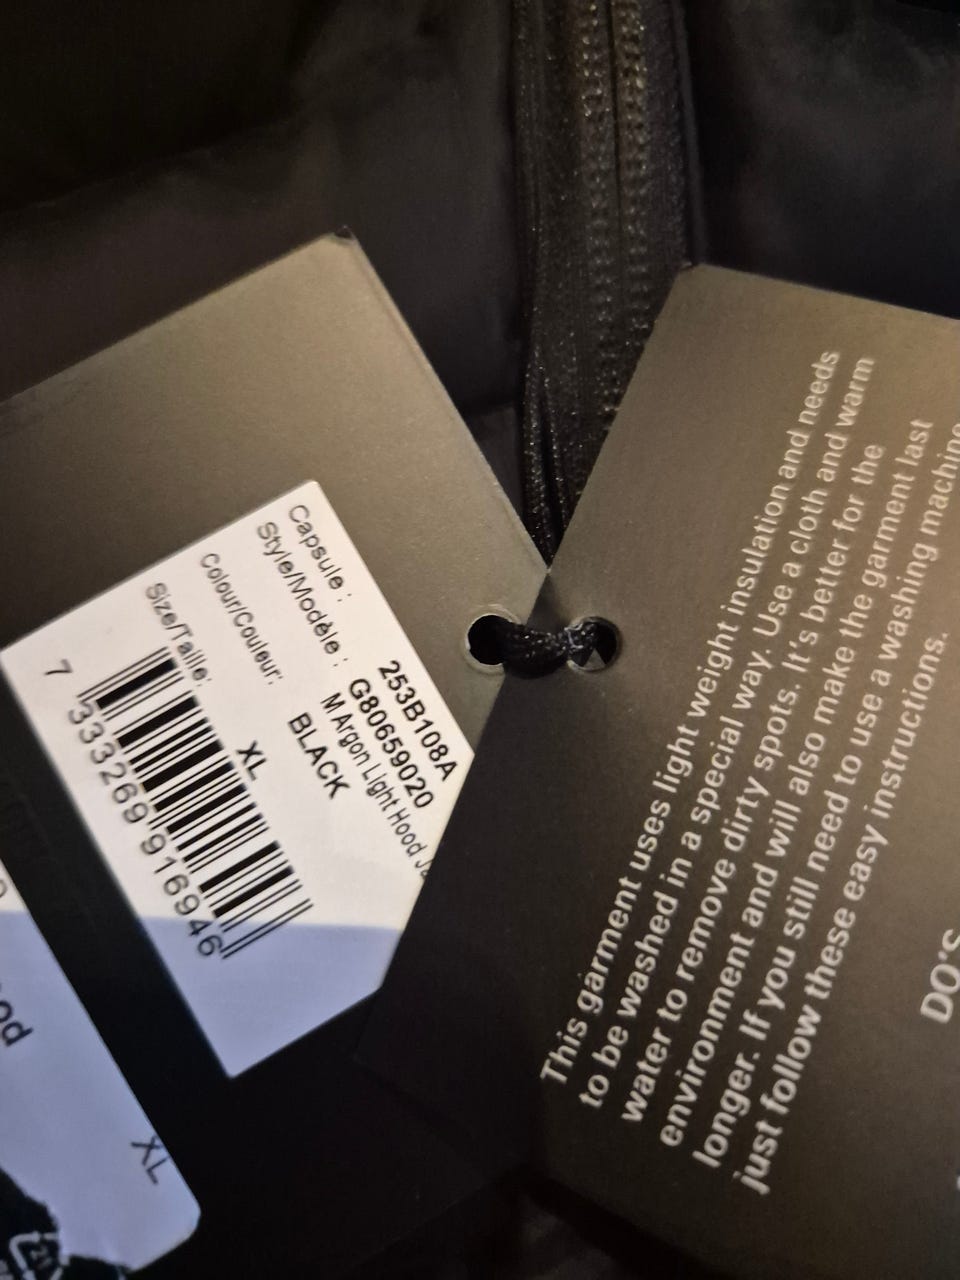 Capsule :
253B108A
Style/Modèle :
G80659020
M Argon Light Hood
Colour/Couleur:
BLACK
Size/Taille:
XL
7 333269 916946
This garment uses light weight insulation and needs
to be washed in a special way. Use a cloth and warm
water to remove dirty spots. It's better for the
environment and will also make the garment last
longer. If you still need to use a washing machine
just follow these easy instructions.
DO'S
XL